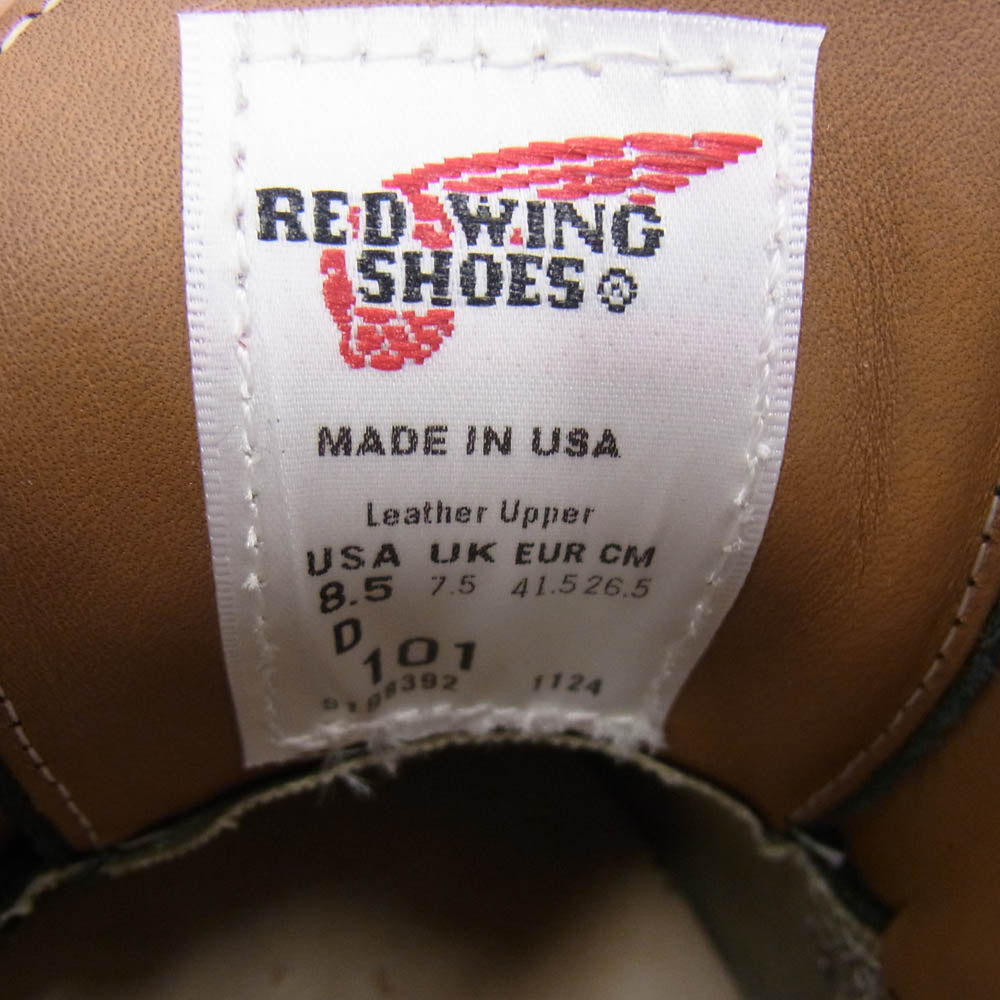 RED WING
SHOES ®
MADE IN USA
Leather Upper
USA UK EUR CM
8.5 7.5 41.5 26.5
D
101
1124